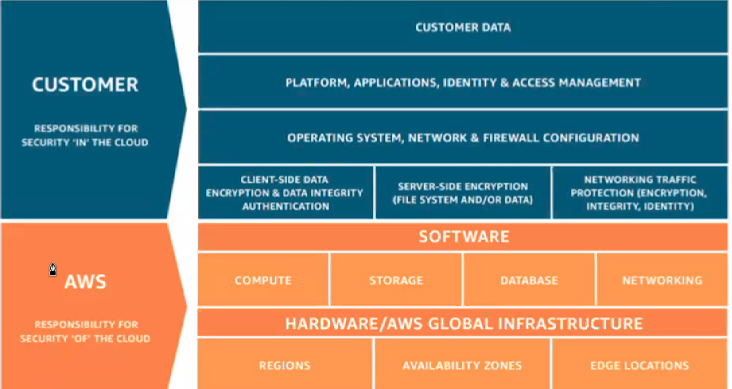 CUSTOMER
RESPONSIBILITY FOR
SECURITY 'IN' THE CLOUD
CUSTOMER DATA
PLATFORM, APPLICATIONS, IDENTITY & ACCESS MANAGEMENT
OPERATING SYSTEM, NETWORK & FIREWALL CONFIGURATION
CLIENT-SIDE DATA
ENCRYPTION & DATA INTEGRITY
AUTHENTICATION
SERVER-SIDE ENCRYPTION
(FILE SYSTEM AND/OR DATA)
NETWORKING TRAFFIC
PROTECTION (ENCRYPTION,
INTEGRITY, IDENTITY)
AWS
RESPONSIBILITY FOR
SECURITY 'OF' THE CLOUD
SOFTWARE
COMPUTE
STORAGE
DATABASE
NETWORKING
HARDWARE/AWS GLOBAL INFRASTRUCTURE
REGIONS
AVAILABILITY ZONES
EDGE LOCATIONS